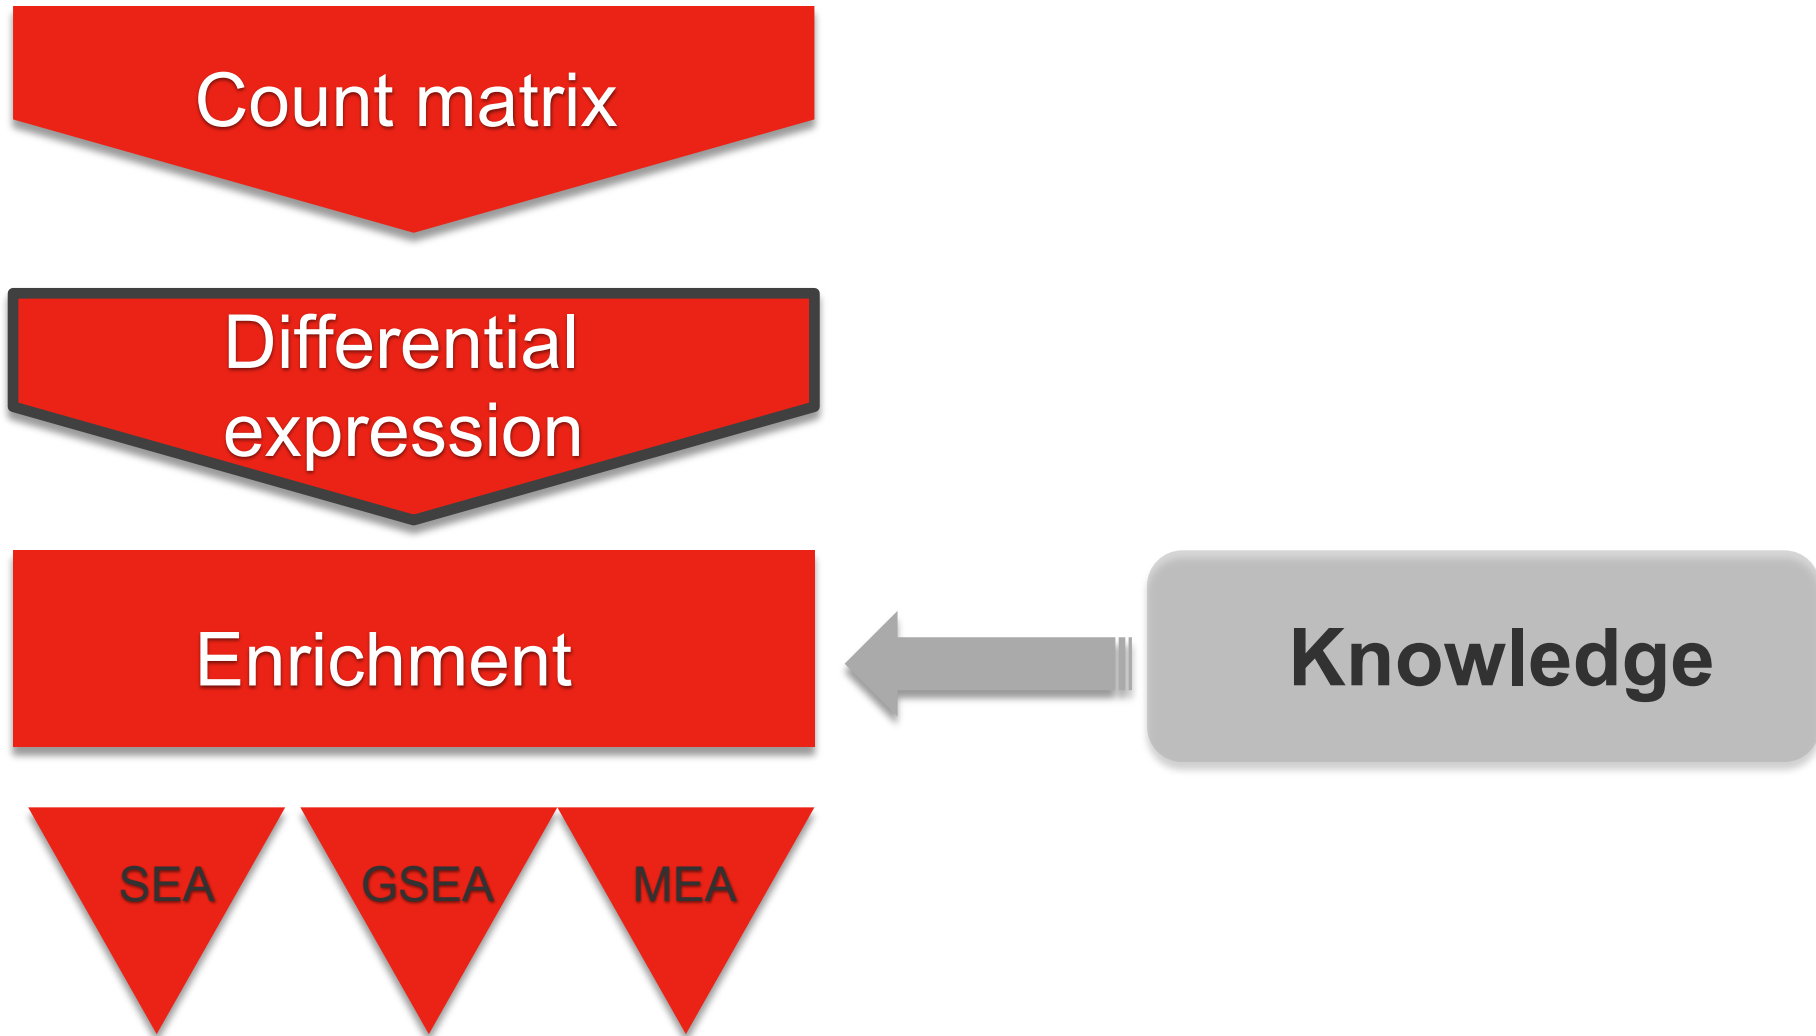 Count matrix
Differential
expression
Enrichment
Knowledge
SEA
GSEA
MEA